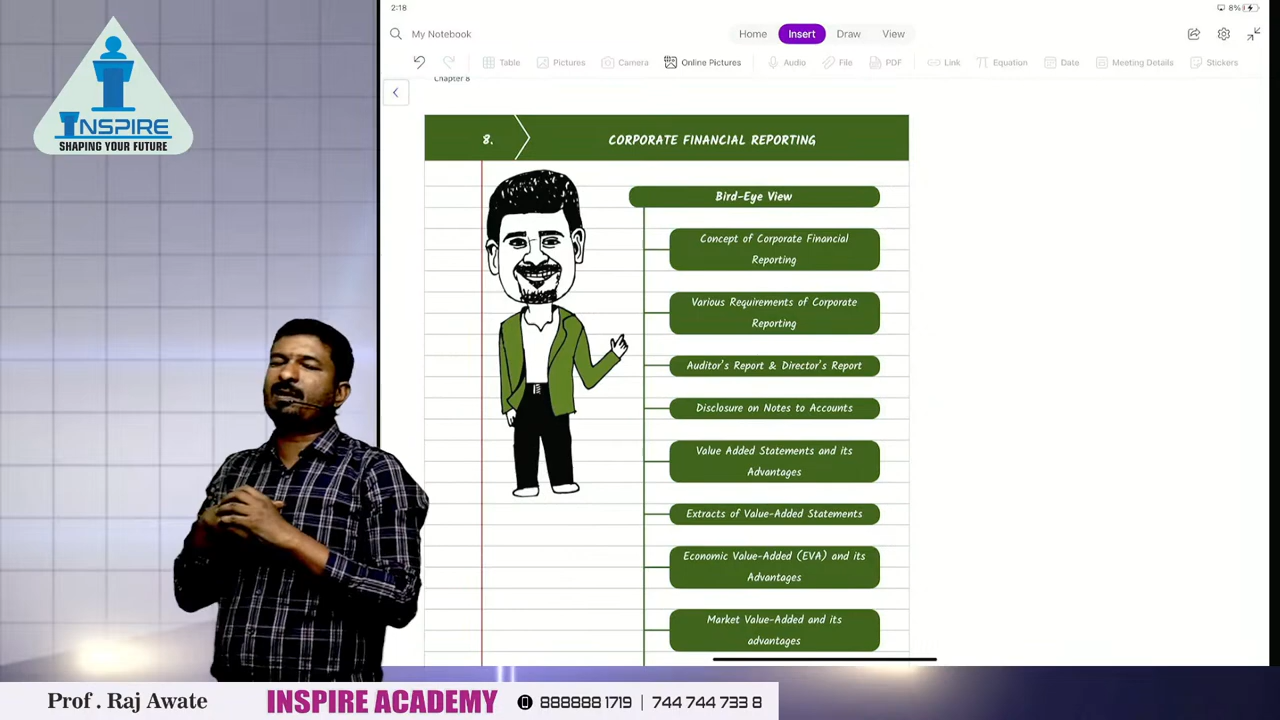 2:18
8%
My Notebook
Home
Insert
Draw
View
Table
Pictures
Camera
Online Pictures
Audio
File
PDF
Link
Equation
Date
Meeting Details
Stickers
Chapter 8
INSPIRE
SHAPING YOUR FUTURE
8.
CORPORATE FINANCIAL REPORTING
Bird-Eye View
Concept of Corporate Financial
Reporting
Various Requirements of Corporate
Reporting
Auditor's Report & Director's Report
Disclosure on Notes to Accounts
Value Added Statements and its
Advantages
Extracts of Value-Added Statements
Economic Value-Added (EVA) and its
Advantages
Market Value-Added and its
advantages
Prof . Raj Awate
INSPIRE ACADEMY
888888 1719 | 744 744 733 8